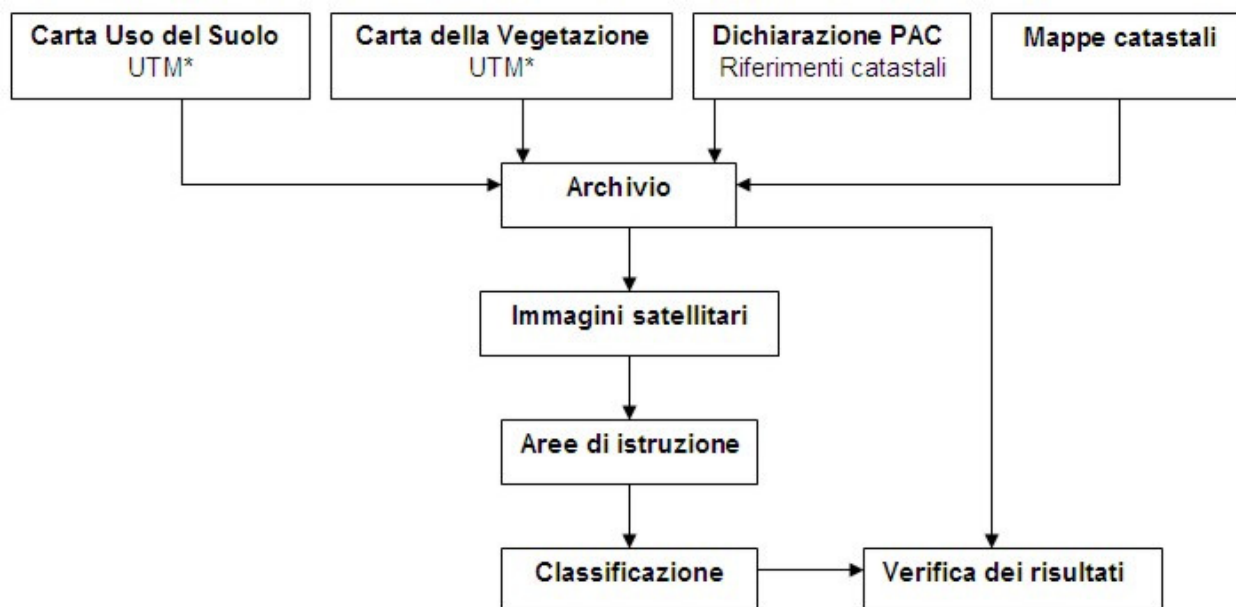 Carta Uso del Suolo
UTM*
Carta della Vegetazione
UTM*
Dichiarazione PAC
Riferimenti catastali
Mappe catastali
Archivio
Immagini satellitari
Aree di istruzione
Classificazione
Verifica dei risultati